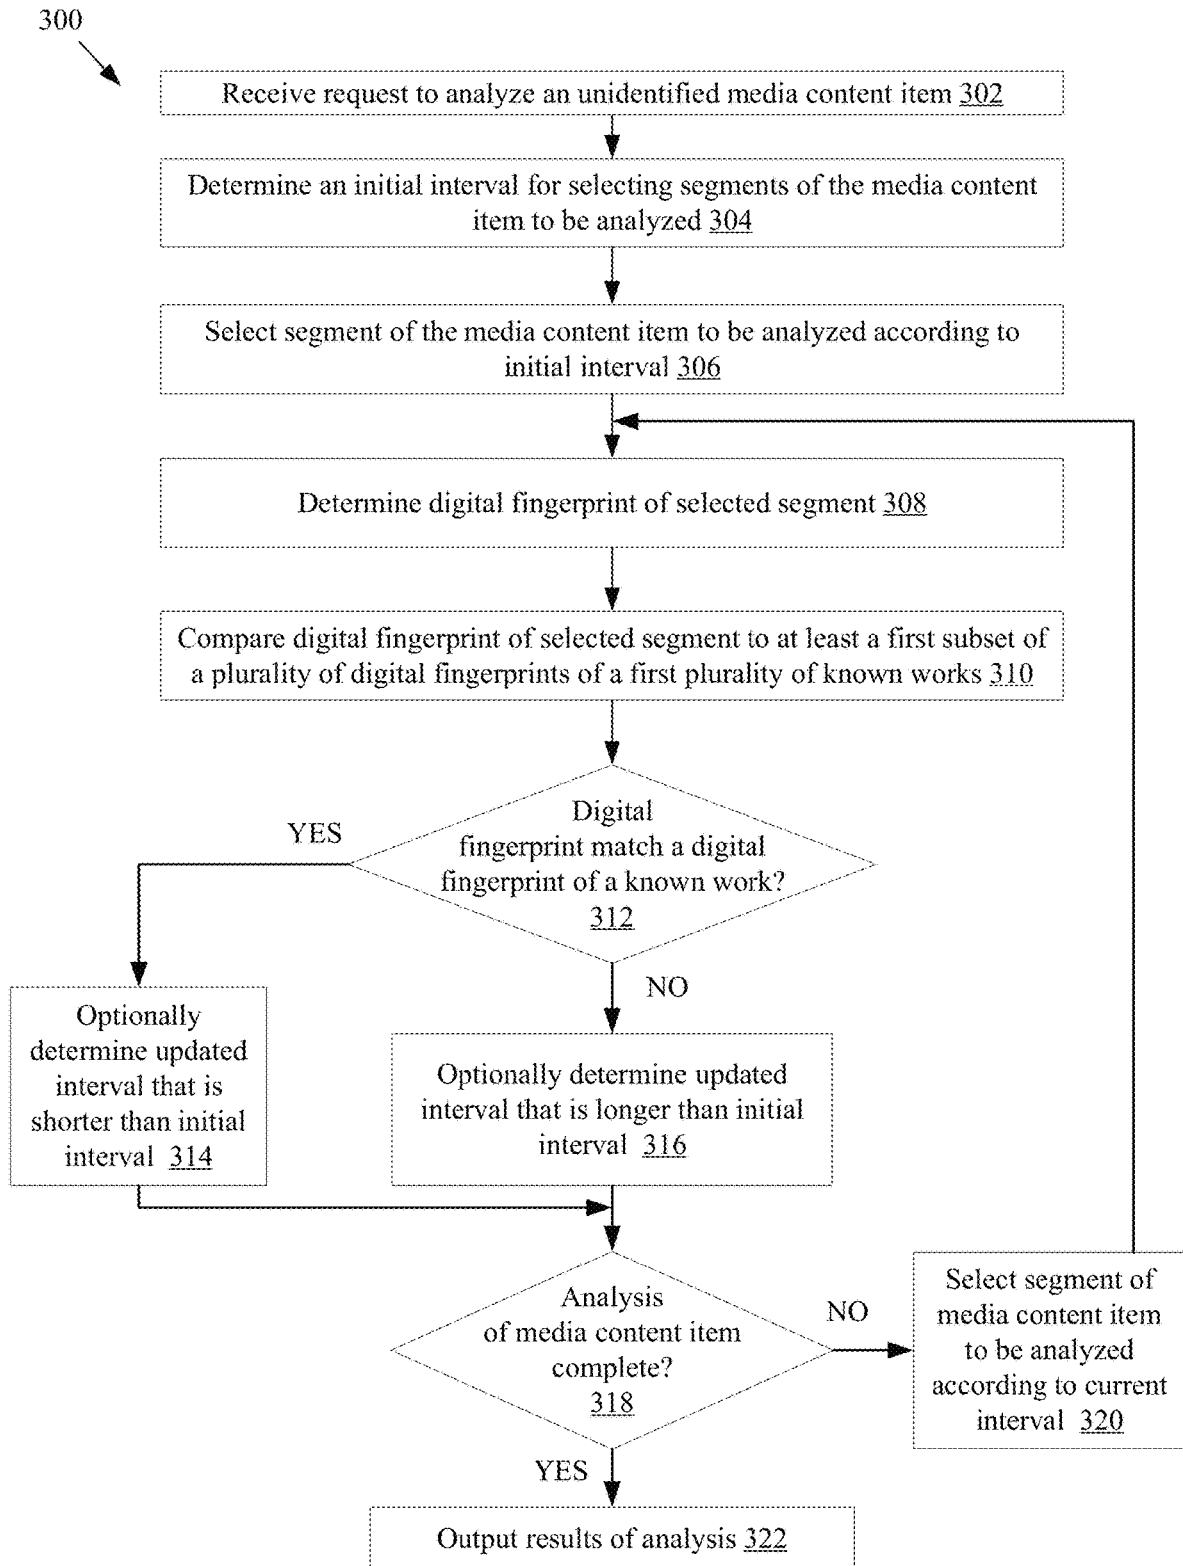 300
Receive request to analyze an unidentified media content item 302
Determine an initial interval for selecting segments of the media content
item to be analyzed 304
Select segment of the media content item to be analyzed according to
initial interval 306
Determine digital fingerprint of selected segment 308
Compare digital fingerprint of selected segment to at least a first subset of
a plurality of digital fingerprints of a first plurality of known works 310
Digital
fingerprint match a digital
fingerprint of a known work?
312
YES
NO
Optionally
determine updated
interval that is
shorter than initial
interval 314
Optionally determine updated
interval that is longer than initial
interval 316
Analysis
of media content item
complete?
318
NO
Select segment of
media content item
to be analyzed
according to current
interval 320
YES
Output results of analysis 322